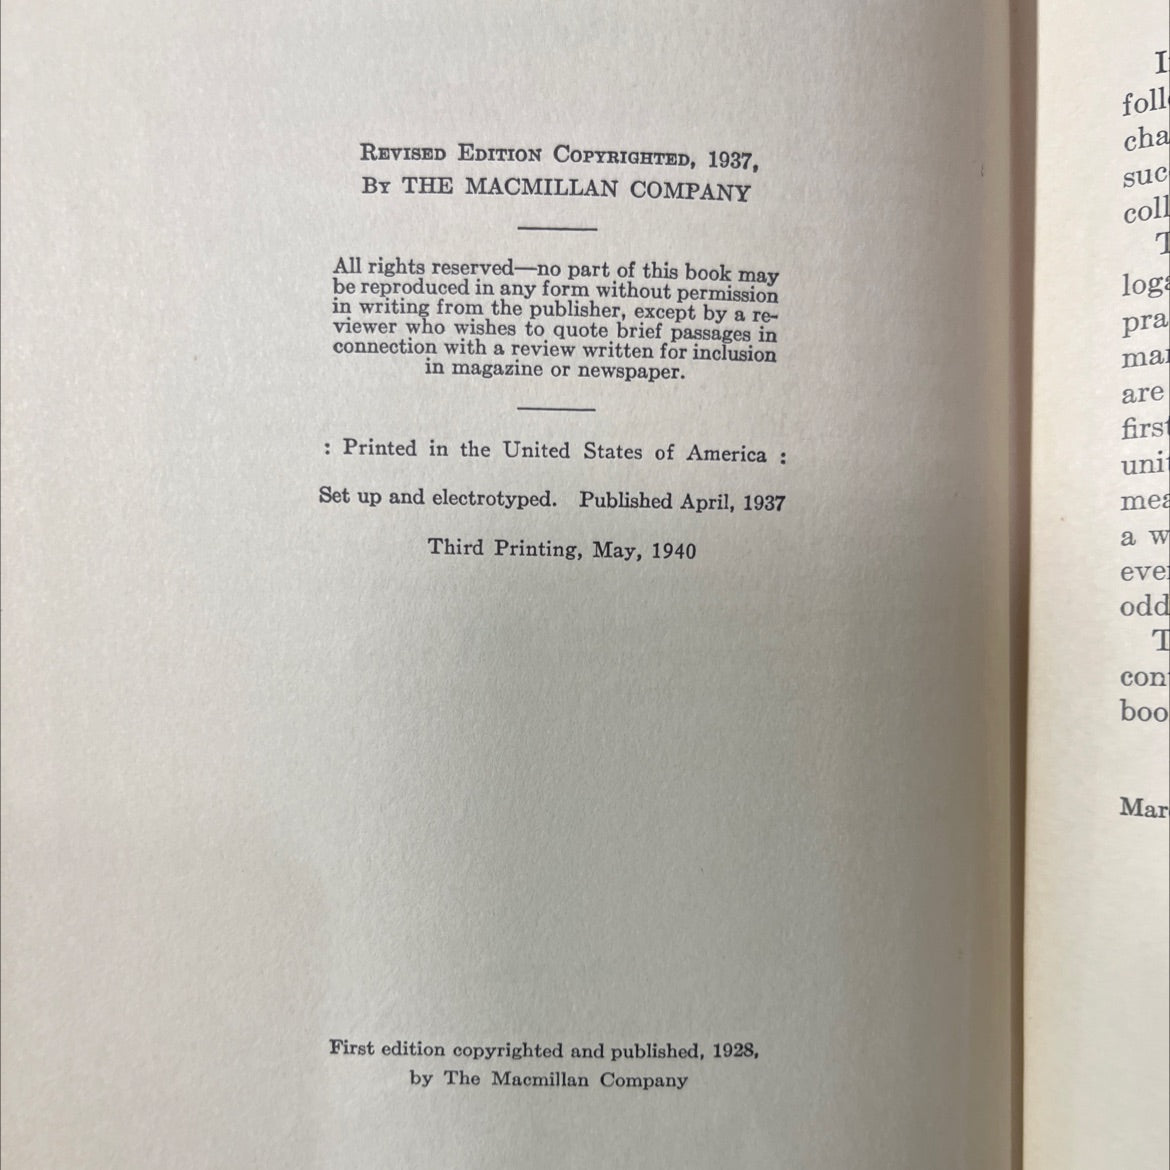 Revised Edition Copyrighted, 1937,
By THE MACMILLAN COMPANY
All rights reserved—no part of this book may
be reproduced in any form without permission
in writing from the publisher, except by a re-
viewer who wishes to quote brief passages in
connection with a review written for inclusion
in magazine or newspaper.
: Printed in the United States of America :
Set up and electrotyped. Published April, 1937
Third Printing, May, 1940
First edition copyrighted and published, 1928,
by The Macmillan Company
are
first
a w
odd